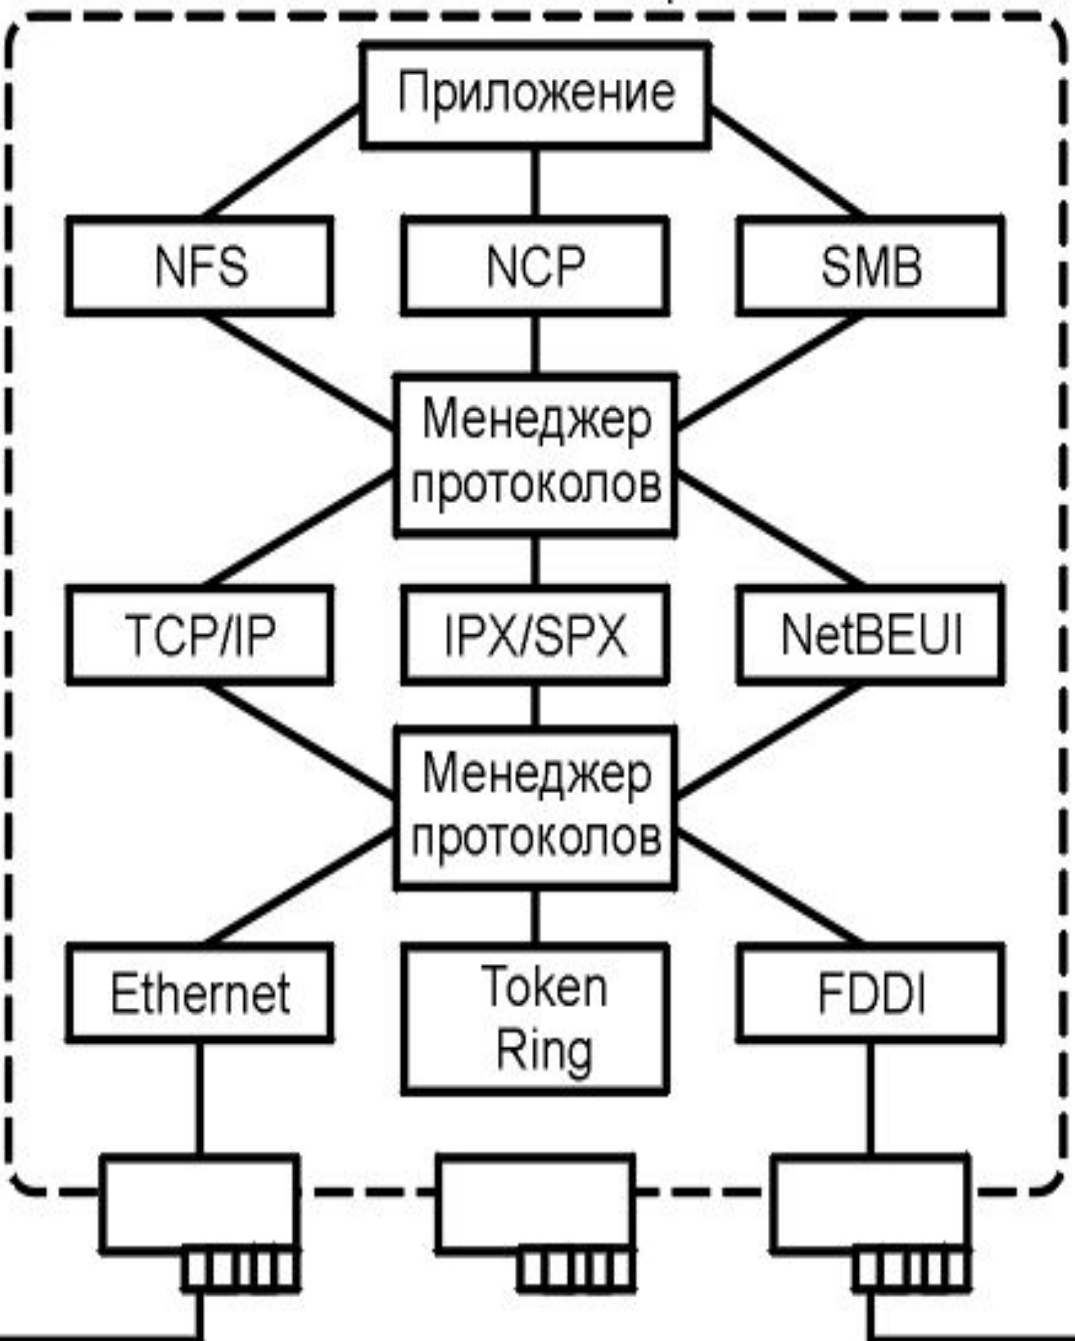 Приложение
NFS
NCP
SMB
Менеджер
протоколов
TCP/IP
IPX/SPX
NetBEUI
Менеджер
протоколов
Ethernet
Token
Ring
FDDI